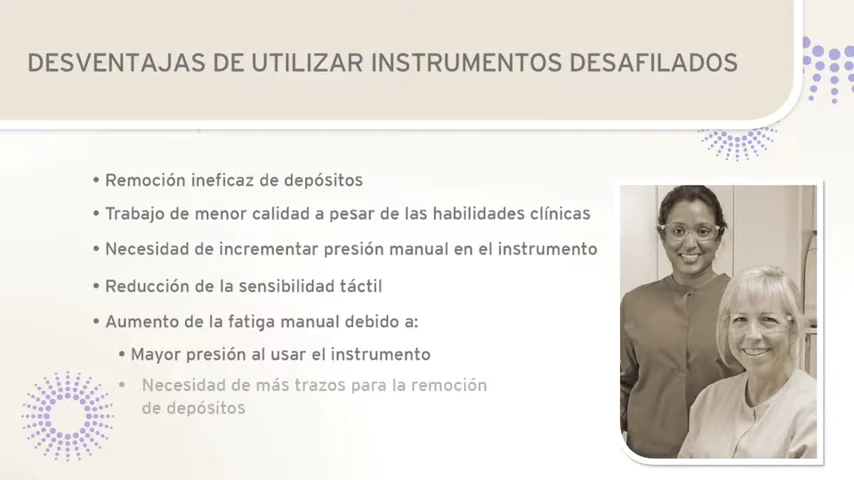 DESVENTAJAS DE UTILIZAR INSTRUMENTOS DESAFILADOS
• Remoción ineficaz de depósitos
• Trabajo de menor calidad a pesar de las habilidades clínicas
• Necesidad de incrementar presión manual en el instrumento
• Reducción de la sensibilidad táctil
• Aumento de la fatiga manual debido a:
• Mayor presión al usar el instrumento
• Necesidad de más trazos para la remoción
de depósitos